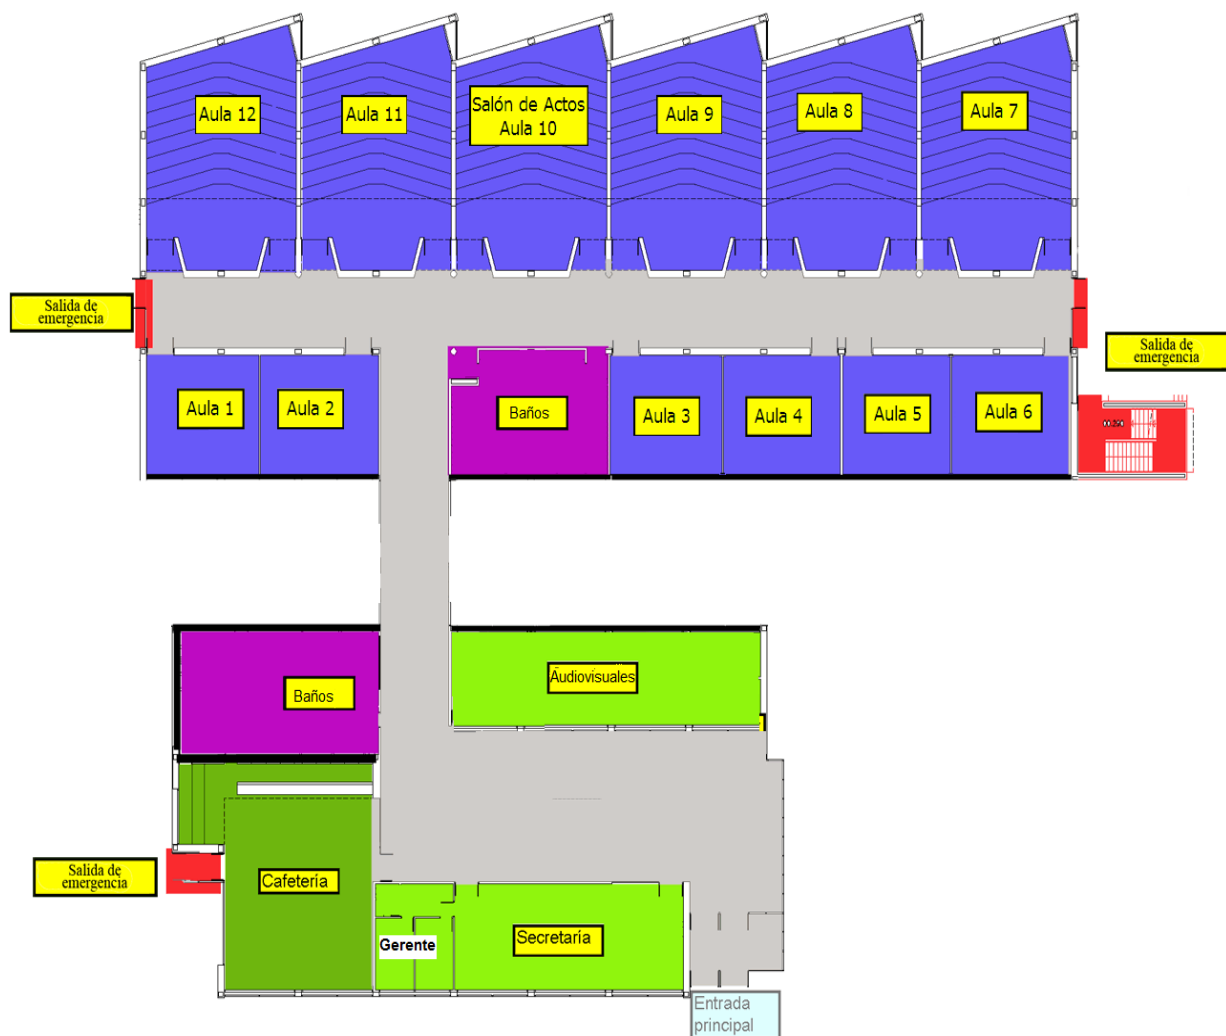 Aula 12
Aula 11
Salón de Actos
Aula 10
Aula 9
Aula 8
Aula 7
Salida de
emergencia
Salida de
emergencia
Aula 1
Aula 2
Baños
Aula 3
Aula 4
Aula 5
Aula 6
Baños
Audiovisuales
Salida de
emergencia
Cafetería
Gerente
Secretaría
Entrada
principal